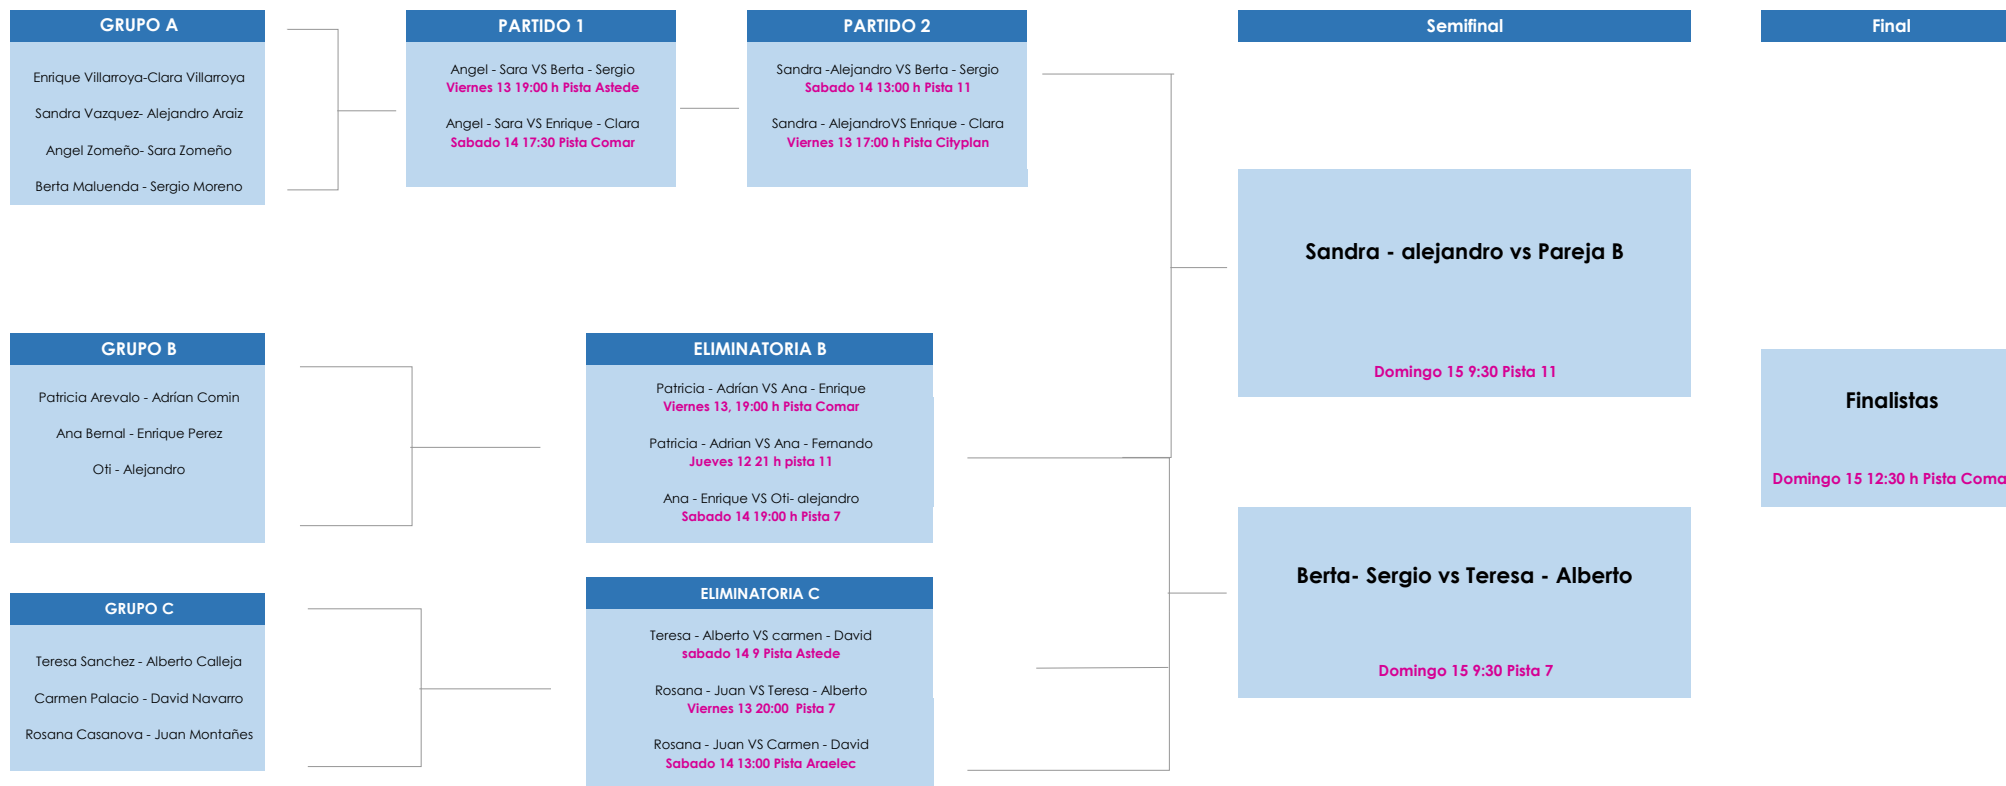 GRUPO A
Enrique Villarroya-Clara Villarroya
Sandra Vazquez- Alejandro Araiz
Angel Zomeño- Sara Zomeño
Berta Maluenda - Sergio Moreno
PARTIDO 1
Angel - Sara VS Berta - Sergio
Viernes 13 19:00 h Pista Astede
Angel - Sara VS Enrique - Clara
Sabado 14 17:30 Pista Comar
PARTIDO 2
Sandra -Alejandro VS Berta - Sergio
Sabado 14 13:00 h Pista 11
Sandra - AlejandroVS Enrique - Clara
Viernes 13 17:00 h Pista Cityplan
Semifinal
Sandra - alejandro vs Pareja B
Domingo 15 9:30 Pista 11
Final
Finalistas
Domingo 15 12:30 h Pista Coma
GRUPO B
Patricia Arevalo - Adrían Comin
Ana Bernal - Enrique Perez
Oti - Alejandro
ELIMINATORIA B
Patricia - Adrían VS Ana - Enrique
Viernes 13, 19:00 h Pista Comar
Patricia - Adrian VS Ana - Fernando
Jueves 12 21 h pista 11
Ana - Enrique VS Oti- alejandro
Sabado 14 19:00 h Pista 7
Berta- Sergio vs Teresa - Alberto
Domingo 15 9:30 Pista 7
GRUPO C
Teresa Sanchez - Alberto Calleja
Carmen Palacio - David Navarro
Rosana Casanova - Juan Montañes
ELIMINATORIA C
Teresa - Alberto VS carmen - David
sabado 14 9 Pista Astede
Rosana - Juan VS Teresa - Alberto
Viernes 13 20:00 Pista 7
Rosana - Juan VS Carmen - David
Sabado 14 13:00 Pista Araelec